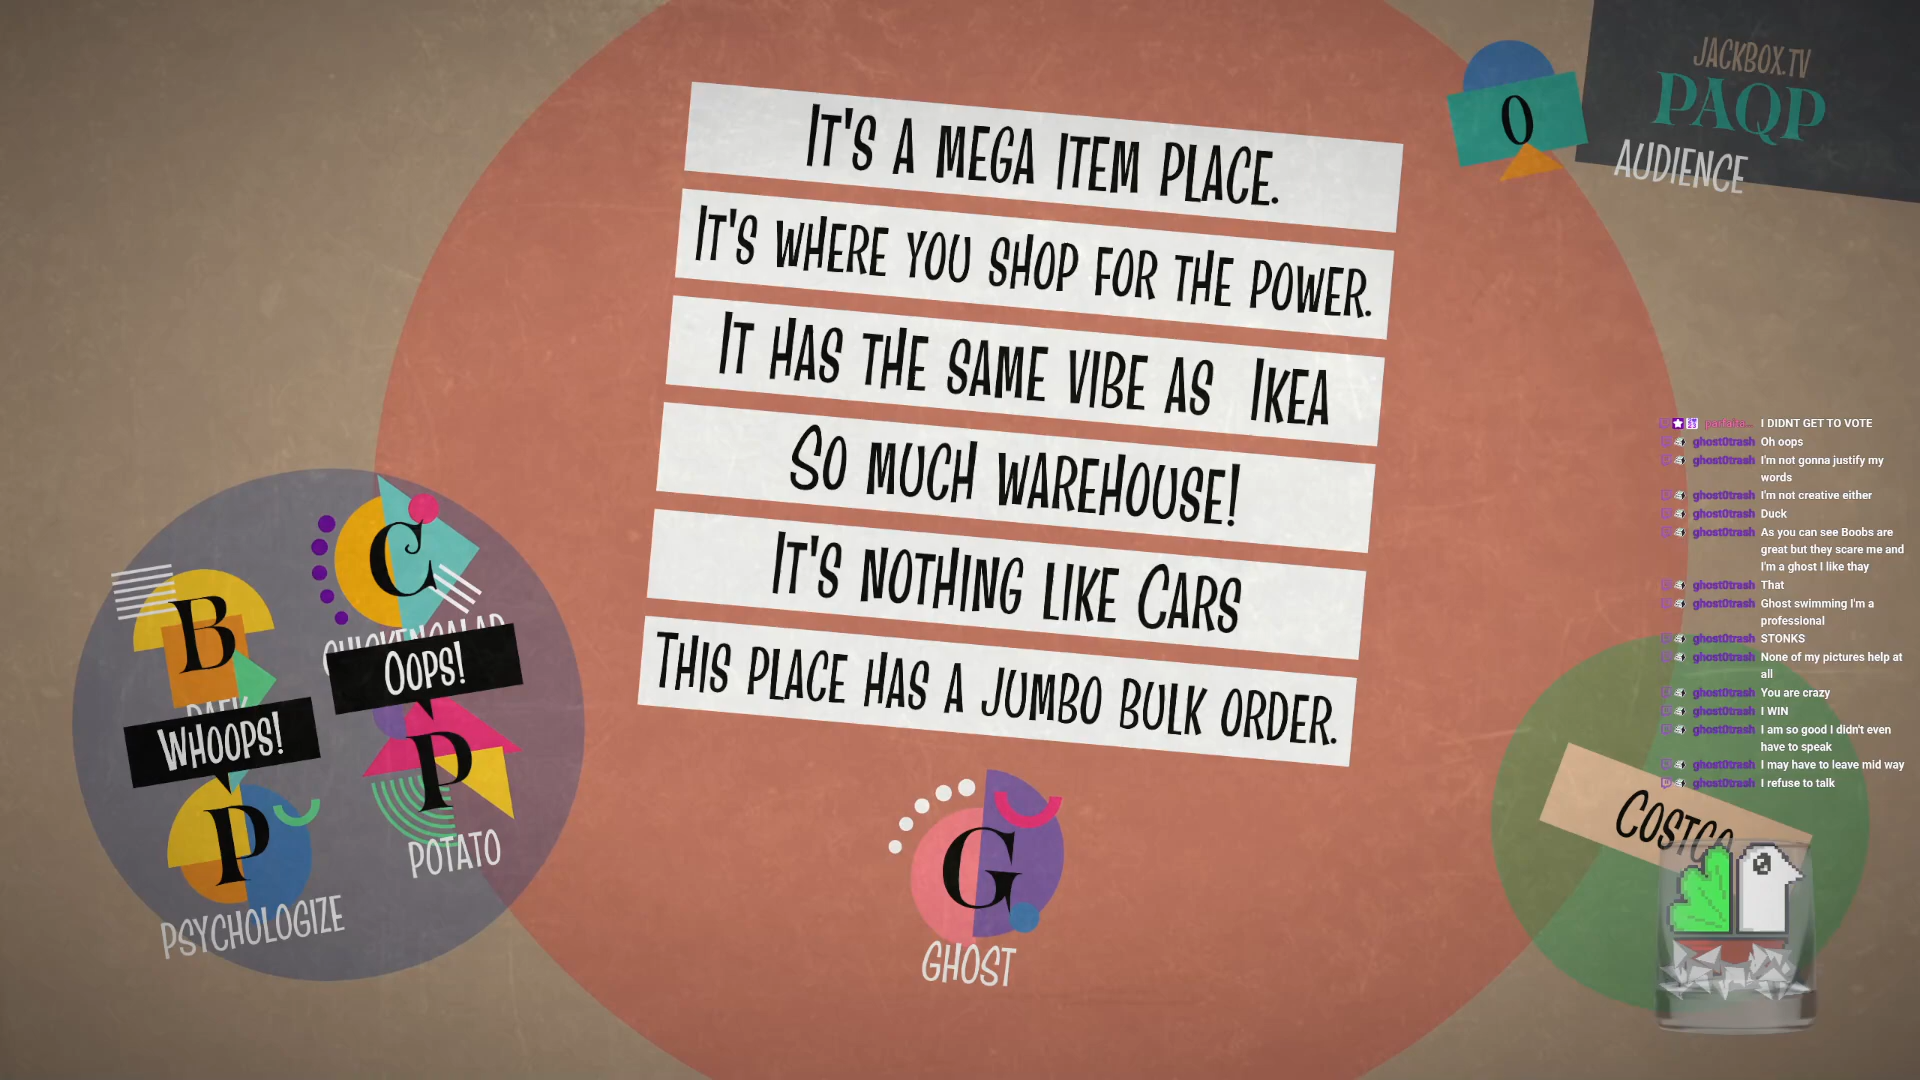 IT'S A MEGA ITEM PLACE.
IT'S WHERE YOU SHOP FOR THE POWER.
IT HAS THE SAME VIBE AS IKEA
SO MUCH WAREHOUSE!
IT'S NOTHING LIKE CARS
THIS PLACE HAS A JUMBO BULK ORDER.
0
JACKBOX.TV
PAQP
AUDIENCE
B
WHOOPS!
C
CHICKENSALAD
OOPS!
P
PSYCHOLOGIZE
P
POTATO
G
GHOST
COSTCO
I DIDNT GET TO VOTE
ghost0trash Oh oops
ghost0trash I'm not gonna justify my
words
ghost0trash I'm not creative either
ghost0trash Duck
ghost0trash As you can see Boobs are
great but they scare me and
I'm a ghost I like thay
ghost0trash That
ghost0trash Ghost swimming I'm a
professional
ghost0trash STONKS
ghost0trash None of my pictures help at
all
ghost0trash You are crazy
ghost0trash I WIN
ghost0trash I am so good I didn't even
have to speak
ghost0trash I may have to leave mid way
ghost0trash I refuse to talk